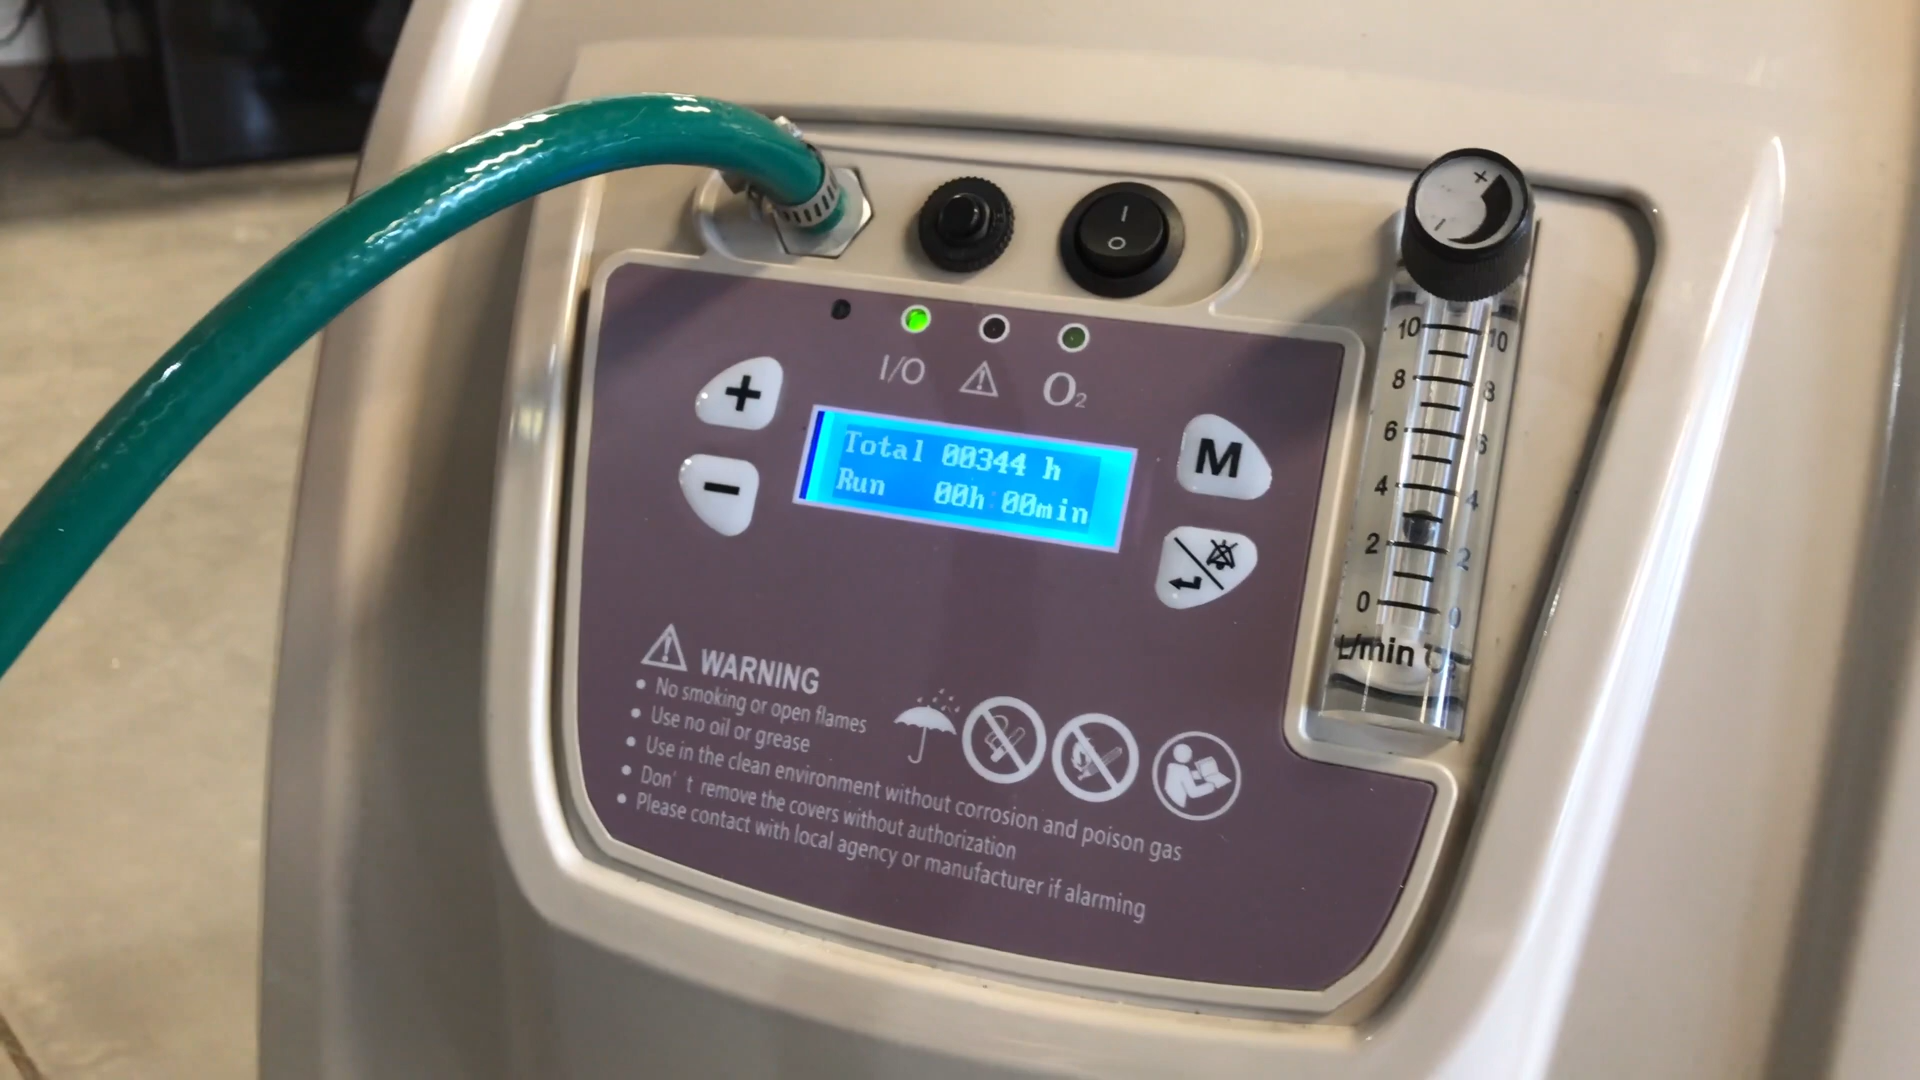 I
O
+
−
I/O
O₂
+
−
Total 00344 h
Run 00h 00min
M
10 10
8 8
6 6
4 4
2 2
0 0
L/min
WARNING
• No smoking or open flames
• Use no oil or grease
• Use in the clean environment without corrosion and poison gas
• Don' t remove the covers without authorization
• Please contact with local agency or manufacturer if alarming